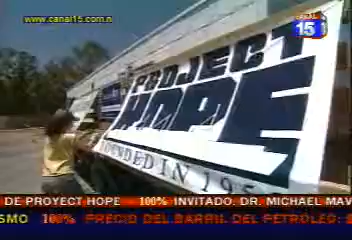 www.canal15.com.n
CANAL
15
PROJECT
HOPE
FOUNDED IN 195
DE PROYECT HOPE 100% INVITADO: DR. MICHAEL MAV
SMO 100% PRECIO DEL BARRIL DEL PETROLEO: $